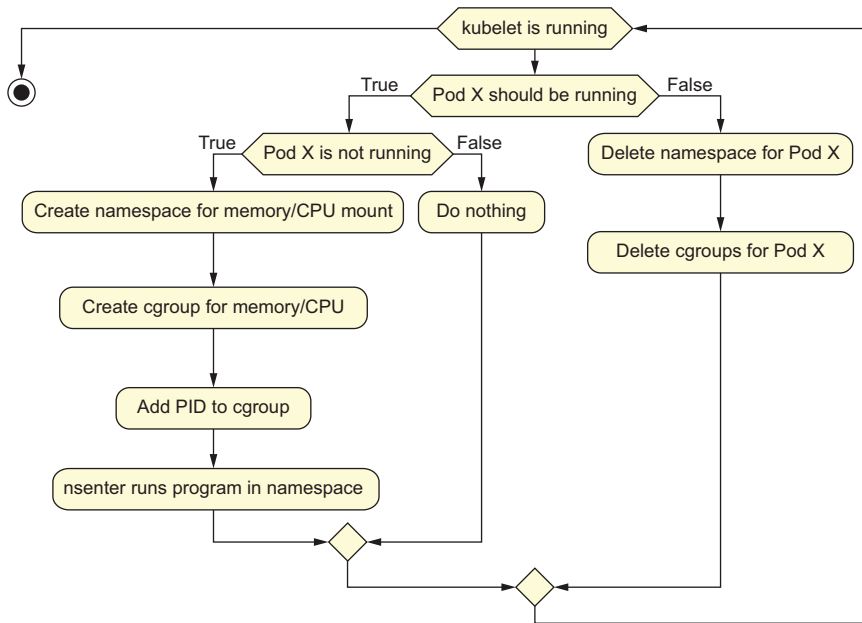 kubelet is running
Pod X should be running
True
False
Pod X is not running
True
False
Delete namespace for Pod X
Create namespace for memory/CPU mount
Do nothing
Delete cgroups for Pod X
Create cgroup for memory/CPU
Add PID to cgroup
nsenter runs program in namespace